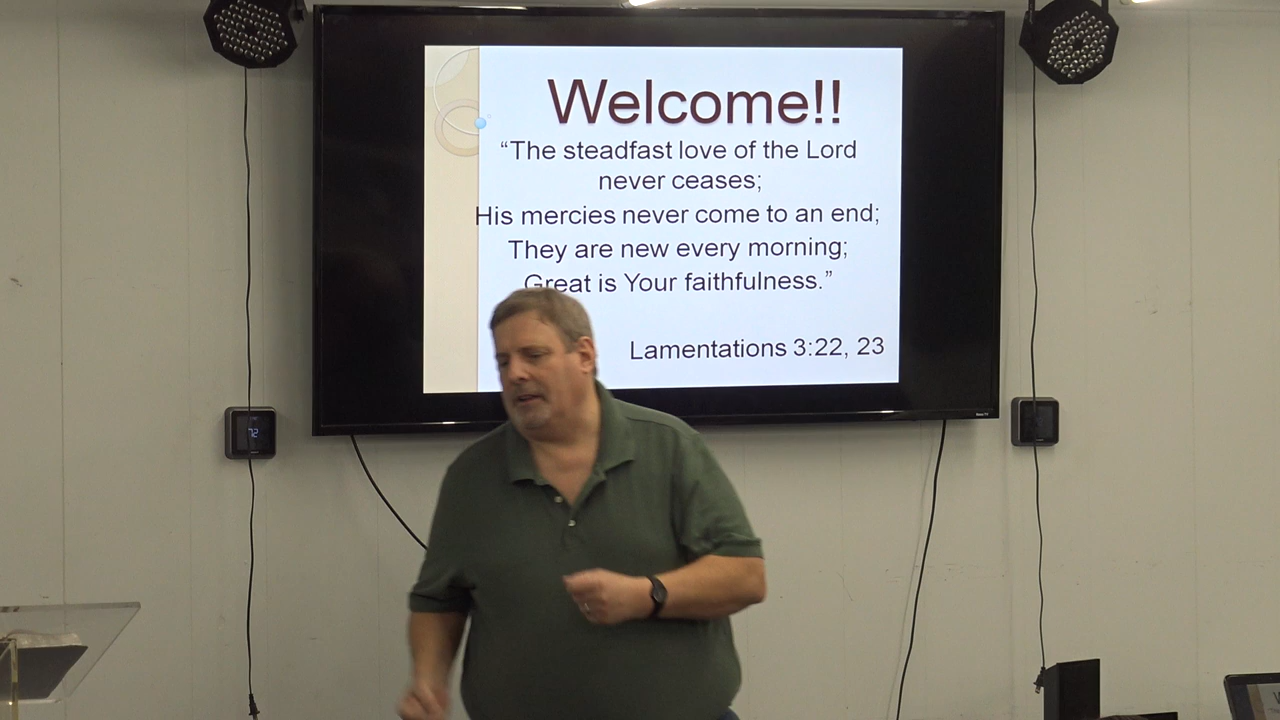 Welcome!!
“The steadfast love of the Lord
never ceases;
His mercies never come to an end;
They are new every morning;
Great is Your faithfulness.”
Lamentations 3:22, 23
72